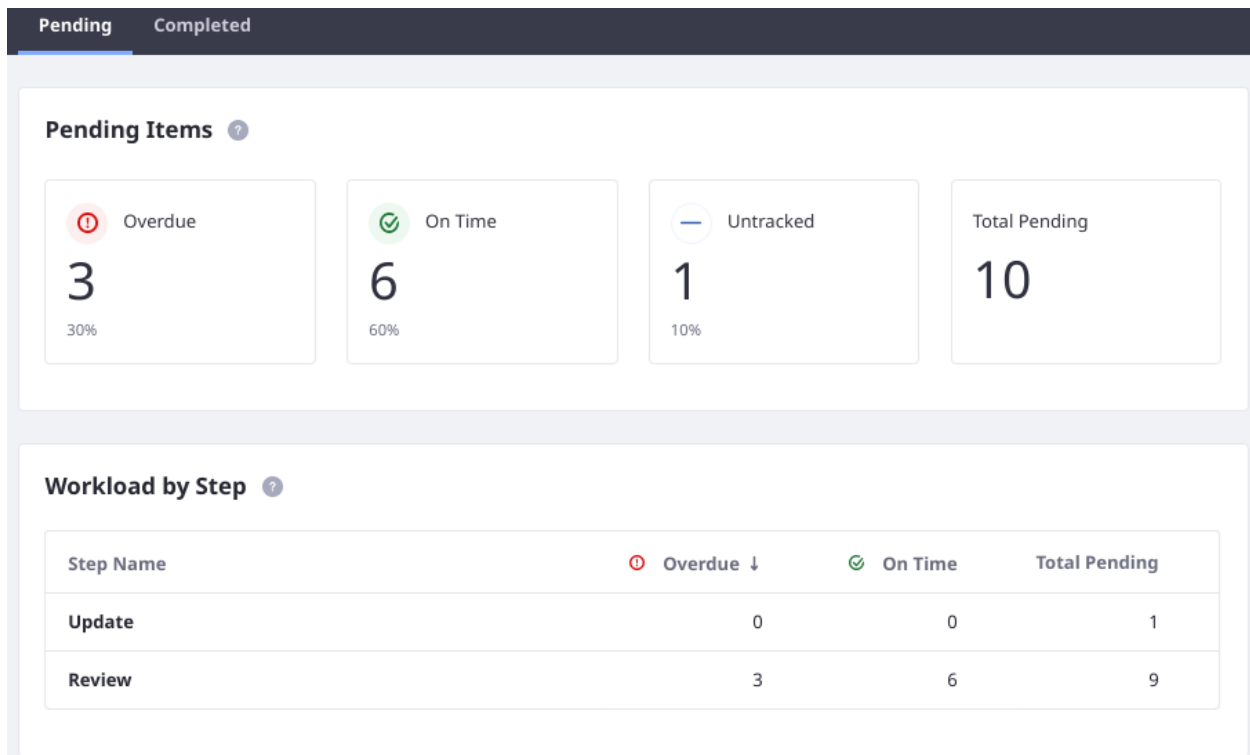 Pending Completed
Pending Items ?
Overdue On Time Untracked Total Pending
3 6 1 10
30% 60% 10%
Workload by Step ?
Step Name Overdue ↓ On Time Total Pending
Update 0 0 1
Review 3 6 9